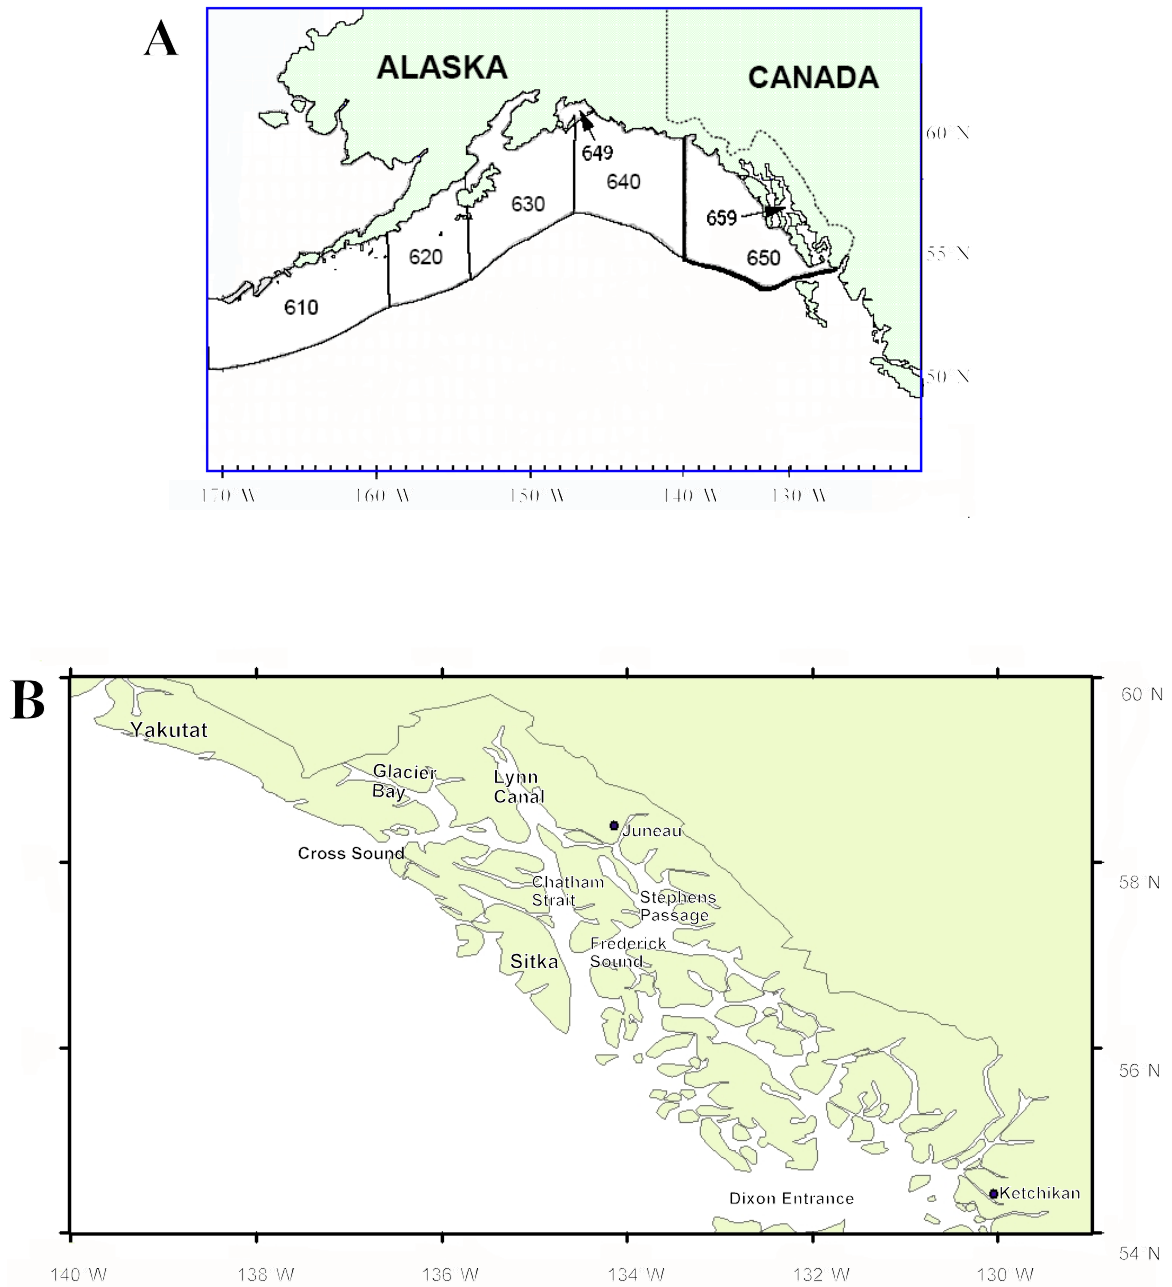 A
ALASKA
CANADA
60 N
649
640
630
659
650
620
55 N
610
50 N
170 W 160 W 150 W 140 W 130 W
B
60 N
Yakutat
Glacier
Bay
Lynn
Canal
Juneau
Cross Sound
58 N
Chatham
Strait
Stephens
Passage
Frederick
Sound
Sitka
56 N
Ketchikan
Dixon Entrance
54 N
140 W 138 W 136 W 134 W 132 W 130 W